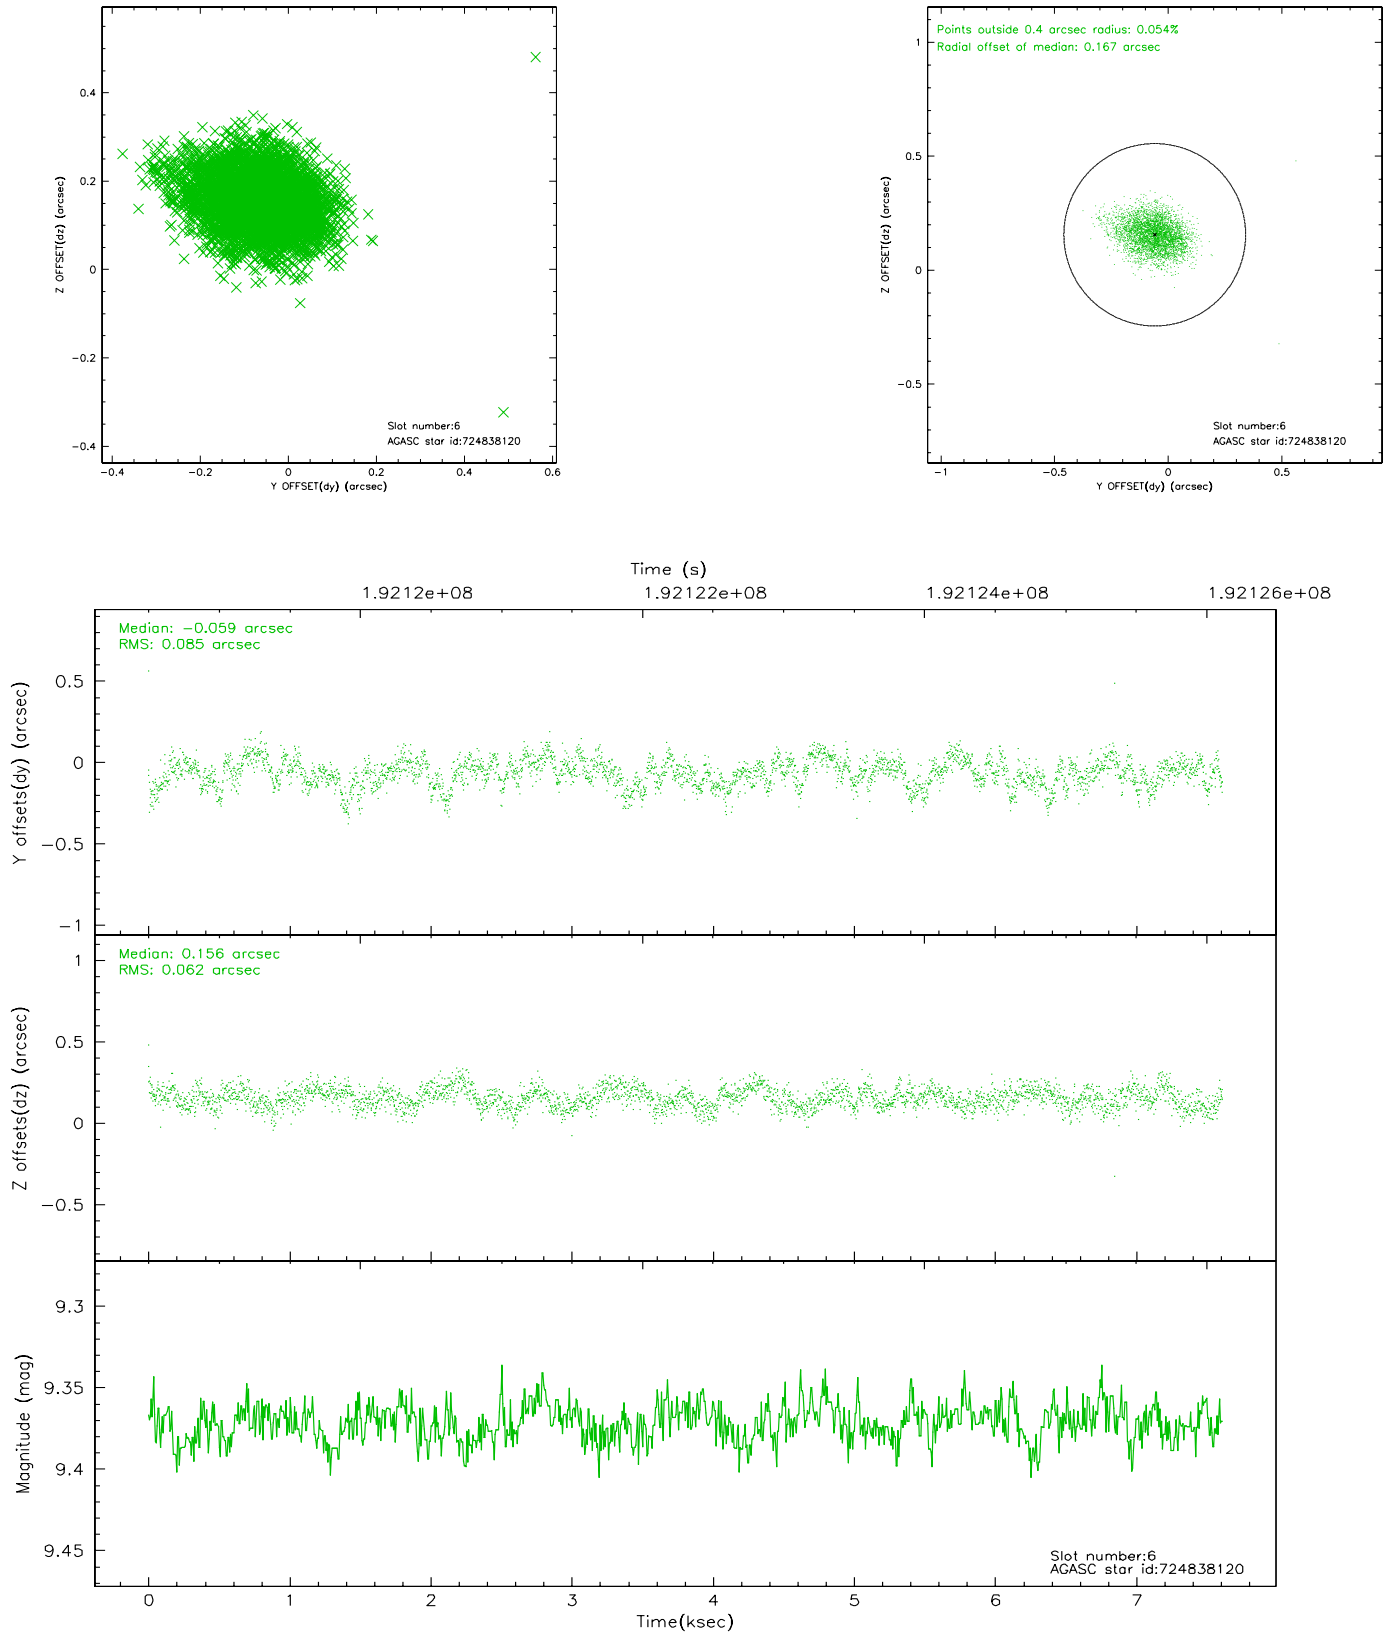 0.4
0.2
0
−0.2
−0.4
Z OFFSET(dz) (arcsec)
Slot number:6
AGASC star id:724838120
−0.4 −0.2 0 0.2 0.4 0.6
Y OFFSET(dy) (arcsec)
Points outside 0.4 arcsec radius: 0.054%
Radial offset of median: 0.167 arcsec
1
0.5
0
−0.5
Z OFFSET(dz) (arcsec)
Slot number:6
AGASC star id:724838120
−1 −0.5 0 0.5
Y OFFSET(dy) (arcsec)
Time (s)
1.9212e+08 1.92122e+08 1.92124e+08 1.92126e+08
Median: −0.059 arcsec
RMS: 0.085 arcsec
0.5
0
−0.5
−1
Y offsets(dy) (arcsec)
Median: 0.156 arcsec
RMS: 0.062 arcsec
1
0.5
0
−0.5
Z offsets(dz) (arcsec)
9.3
9.35
9.4
9.45
Magnitude (mag)
Slot number:6
AGASC star id:724838120
0 1 2 3 4 5 6 7
Time(ksec)